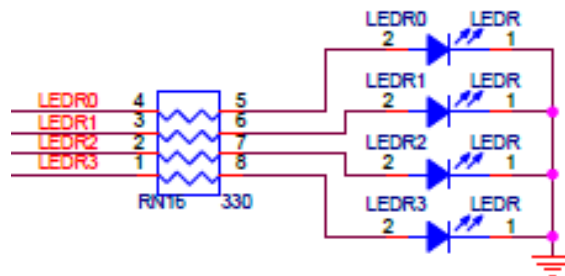 LEDR0 LEDR
2 1
LEDR0 4 5
LEDR1 3 6
LEDR2 2 7
LEDR3 1 8
RN16 330
LEDR1 LEDR
2 1
LEDR2 LEDR
2 1
LEDR3 LEDR
2 1